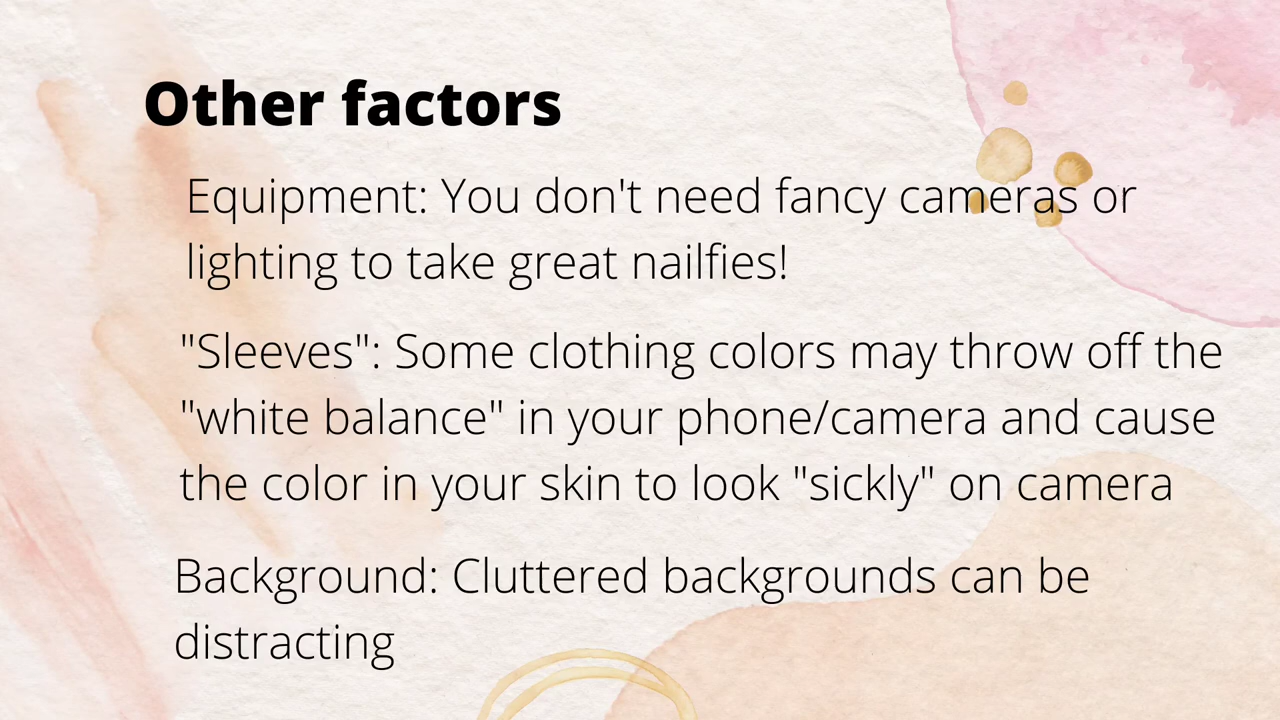 Other factors
Equipment: You don't need fancy cameras or
lighting to take great nailfies!
"Sleeves": Some clothing colors may throw off the
"white balance" in your phone/camera and cause
the color in your skin to look "sickly" on camera
Background: Cluttered backgrounds can be
distracting